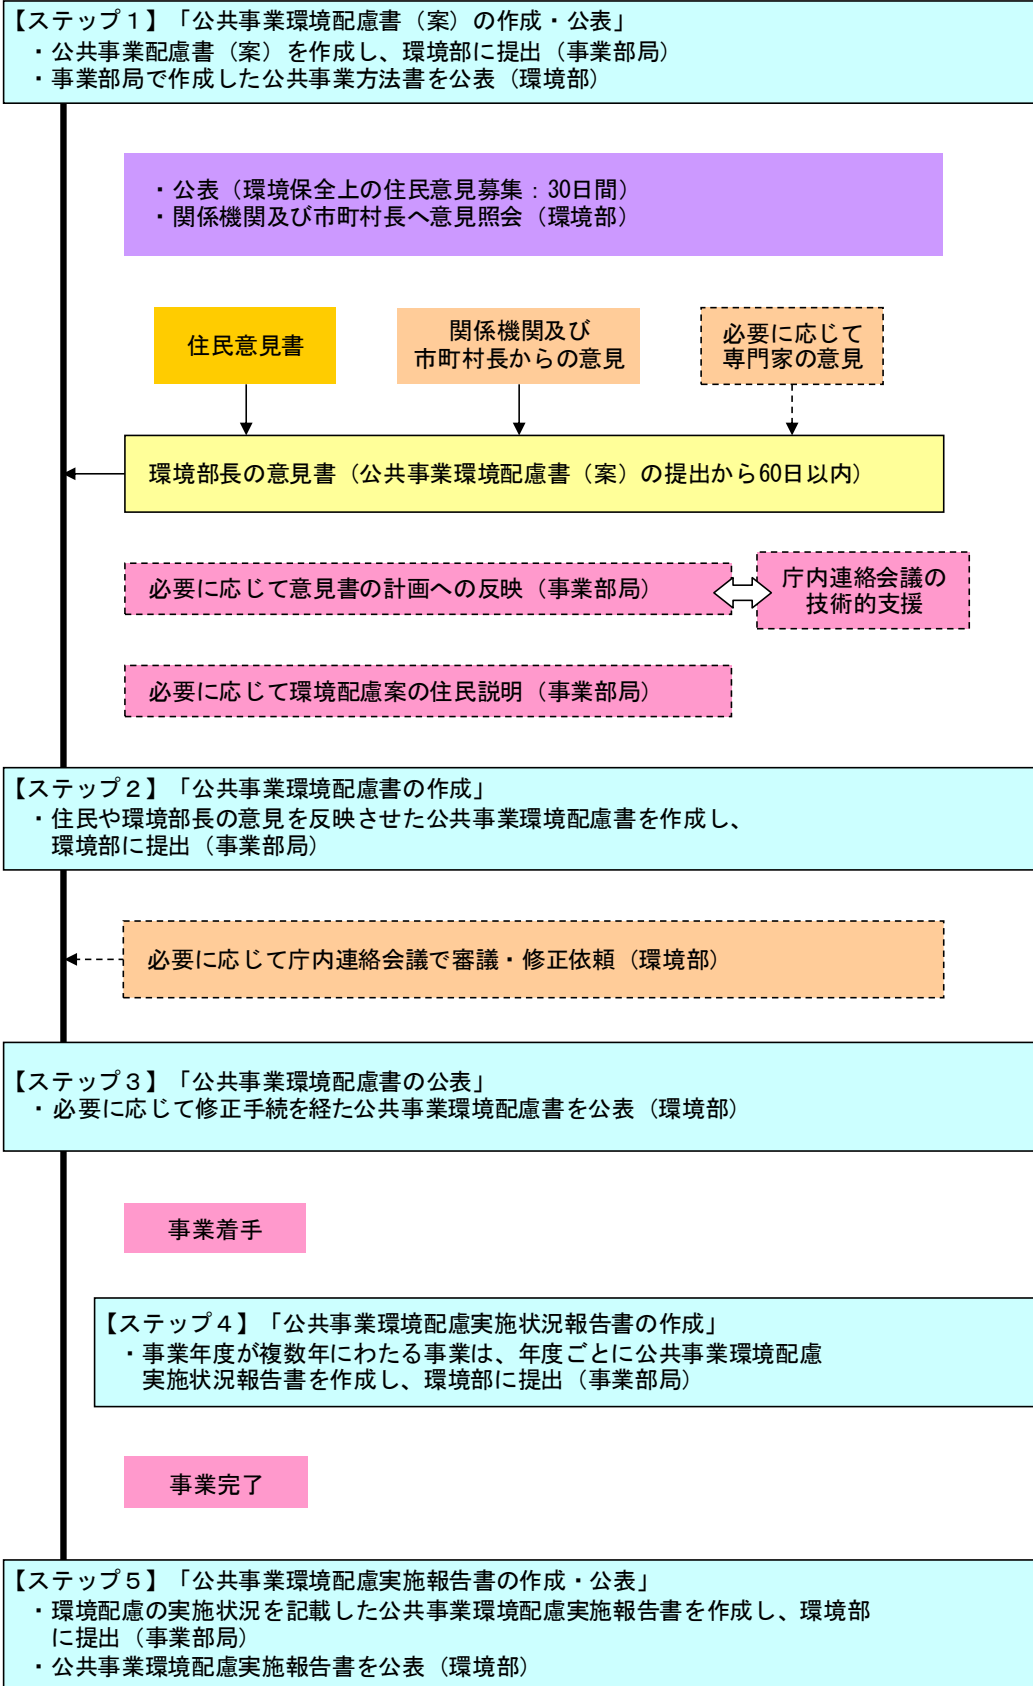 【ステップ１】「公共事業環境配慮書（案）の作成・公表」
・公共事業配慮書（案）を作成し、環境部に提出（事業部局）
・事業部局で作成した公共事業方法書を公表（環境部）
・公表（環境保全上の住民意見募集：30日間）
・関係機関及び市町村長へ意見照会（環境部）
住民意見書
関係機関及び
市町村長からの意見
必要に応じて
専門家の意見
環境部長の意見書（公共事業環境配慮書（案）の提出から60日以内）
必要に応じて意見書の計画への反映（事業部局）
庁内連絡会議の
技術的支援
必要に応じて環境配慮案の住民説明（事業部局）
【ステップ２】「公共事業環境配慮書の作成」
・住民や環境部長の意見を反映させた公共事業環境配慮書を作成し、
環境部に提出（事業部局）
必要に応じて庁内連絡会議で審議・修正依頼（環境部）
【ステップ３】「公共事業環境配慮書の公表」
・必要に応じて修正手続を経た公共事業環境配慮書を公表（環境部）
事業着手
【ステップ４】「公共事業環境配慮実施状況報告書の作成」
・事業年度が複数年にわたる事業は、年度ごとに公共事業環境配慮
実施状況報告書を作成し、環境部に提出（事業部局）
事業完了
【ステップ５】「公共事業環境配慮実施報告書の作成・公表」
・環境配慮の実施状況を記載した公共事業環境配慮実施報告書を作成し、環境部
に提出（事業部局）
・公共事業環境配慮実施報告書を公表（環境部）